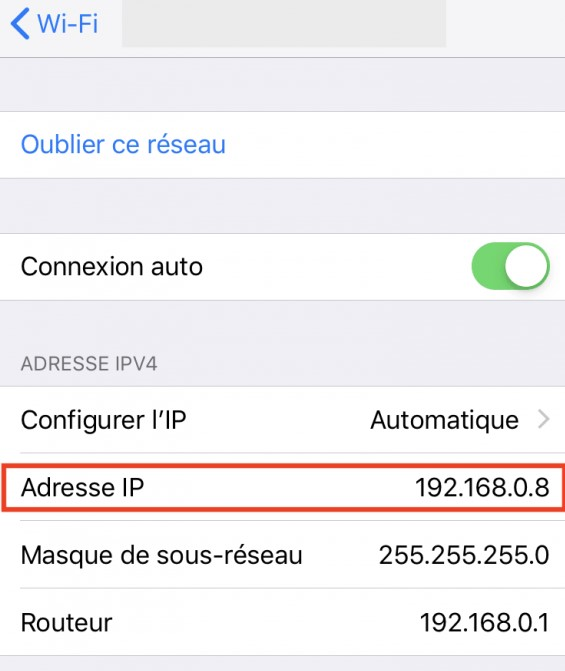 Wi-Fi
Oublier ce réseau
Connexion auto
ADRESSE IPV4
Configurer l’IP Automatique
Adresse IP 192.168.0.8
Masque de sous-réseau 255.255.255.0
Routeur 192.168.0.1